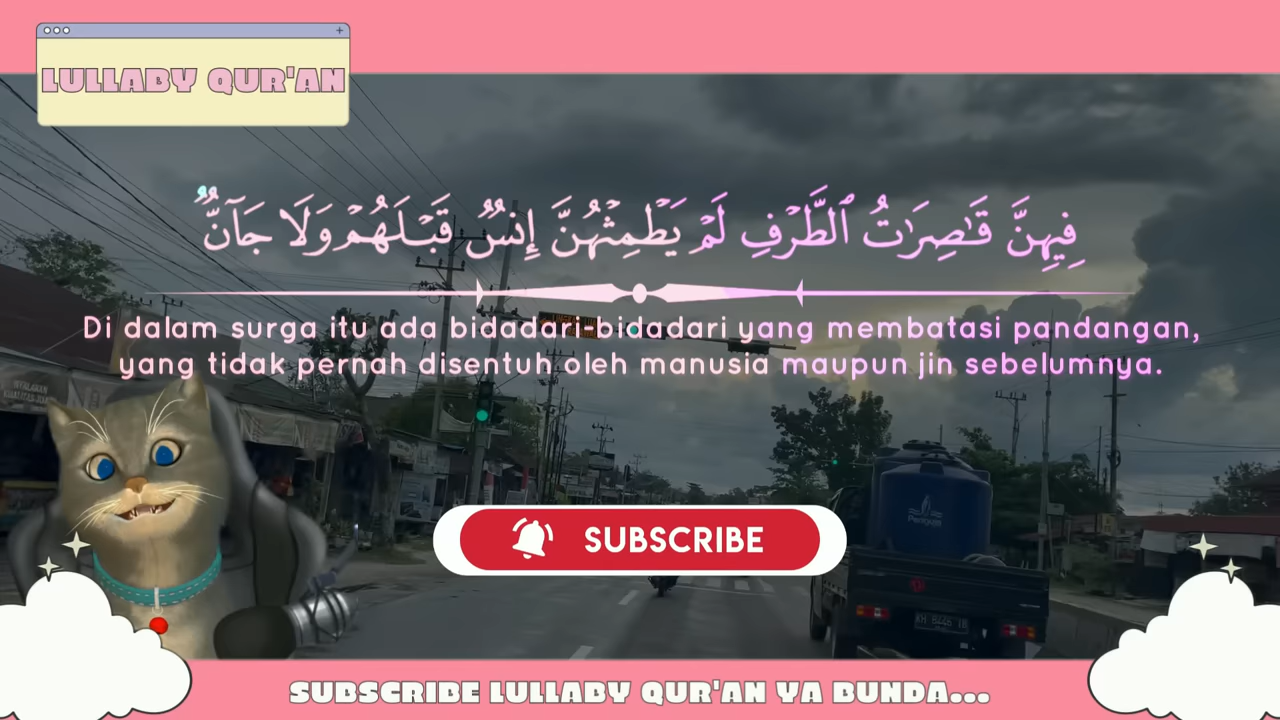 LULLABY QUR'AN
فِيهِنَّ قَٰصِرَٰتُ ٱلطَّرْفِ لَمْ يَطْمِثْهُنَّ إِنسٌ قَبْلَهُمْ وَلَا جَآنٌّ
Di dalam surga itu ada bidadari-bidadari yang membatasi pandangan,
yang tidak pernah disentuh oleh manusia maupun jin sebelumnya.
SUBSCRIBE
Penguin
SUBSCRIBE LULLABY QUR'AN YA BUNDA...